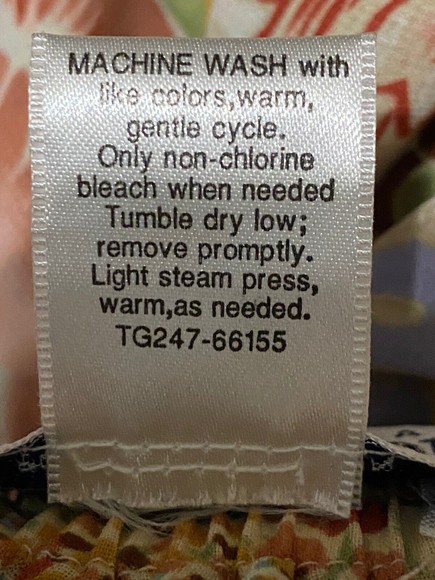 MACHINE WASH with
like colors,warm,
gentle cycle.
Only non-chlorine
bleach when needed
Tumble dry low;
remove promptly.
Light steam press,
warm,as needed.
TG247-66155